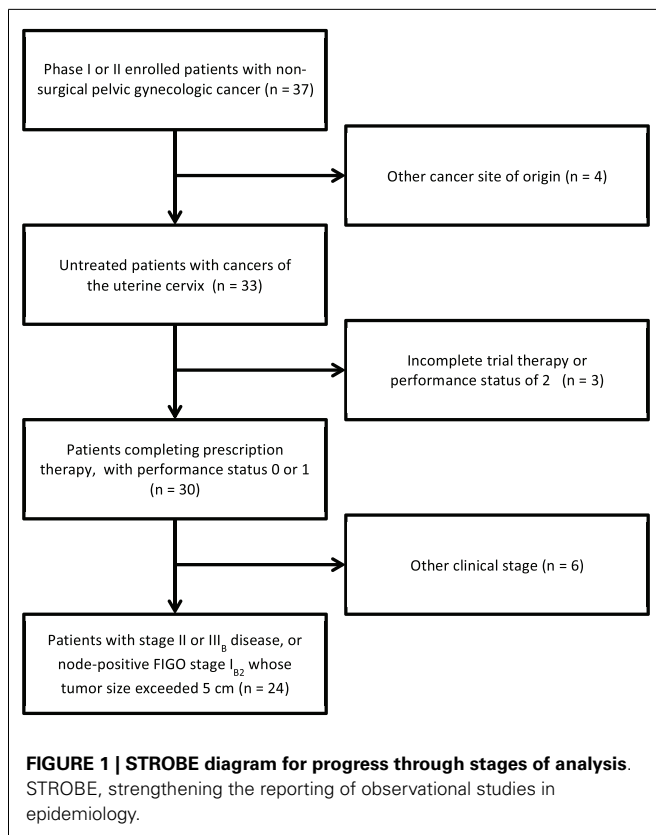 Phase I or II enrolled patients with non-
surgical pelvic gynecologic cancer (n = 37)
Other cancer site of origin (n = 4)
Untreated patients with cancers of
the uterine cervix (n = 33)
Incomplete trial therapy or
performance status of 2 (n = 3)
Patients completing prescription
therapy, with performance status 0 or 1
(n = 30)
Other clinical stage (n = 6)
Patients with stage II or III_B disease, or
node-positive FIGO stage I_B2 whose
tumor size exceeded 5 cm (n = 24)
FIGURE 1 | STROBE diagram for progress through stages of analysis.
STROBE, strengthening the reporting of observational studies in
epidemiology.